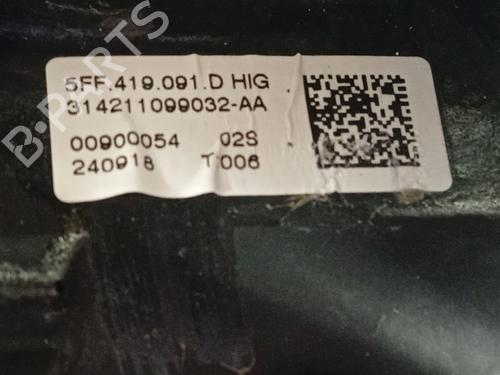 B-PARTS
5FF.419.091.D HIG
314211099032-AA
00900054 02S
240918 T:006